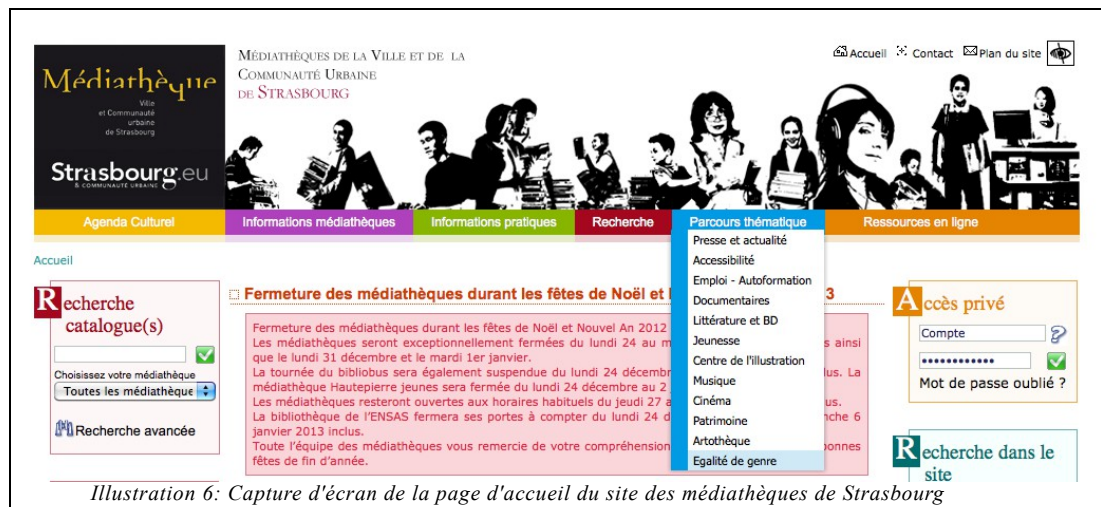 Médiathèque
Ville
et Communauté
urbaine
de Strasbourg
Strasbourg.eu
& COMMUNAUTÉ URBAINE
MÉDIATHÈQUES DE LA VILLE ET DE LA
COMMUNAUTÉ URBAINE
DE STRASBOURG
Accueil Contact Plan du site
Agenda Culturel Informations médiathèques Informations pratiques Recherche Parcours thématique Ressources en ligne
Presse et actualité
Accessibilité
Emploi - Autoformation
Documentaires
Littérature et BD
Jeunesse
Centre de l'illustration
Musique
Cinéma
Patrimoine
Artothèque
Egalité de genre
Accueil
Recherche
catalogue(s)
Choisissez votre médiathèque
Toutes les médiathèque
Recherche avancée
Fermeture des médiathèques durant les fêtes de Noël et 3
Fermeture des médiathèques durant les fêtes de Noël et Nouvel An 2012
Les médiathèques seront exceptionnellement fermées du lundi 24 au ainsi
que le lundi 31 décembre et le mardi 1er janvier.
La tournée du bibliobus sera également suspendue du lundi 24 La
médiathèque Hautepierre jeunes sera fermée du lundi 24 décembre au 2
Les médiathèques resteront ouvertes aux horaires habituels du jeudi 27
La bibliothèque de l'ENSAS fermera ses portes à compter du lundi 24 6
janvier 2013 inclus.
Toute l'équipe des médiathèques vous remercie de votre compréhension
fêtes de fin d'année.
Accès privé
Compte
Mot de passe oublié ?
Recherche dans le
site
Illustration 6: Capture d'écran de la page d'accueil du site des médiathèques de Strasbourg